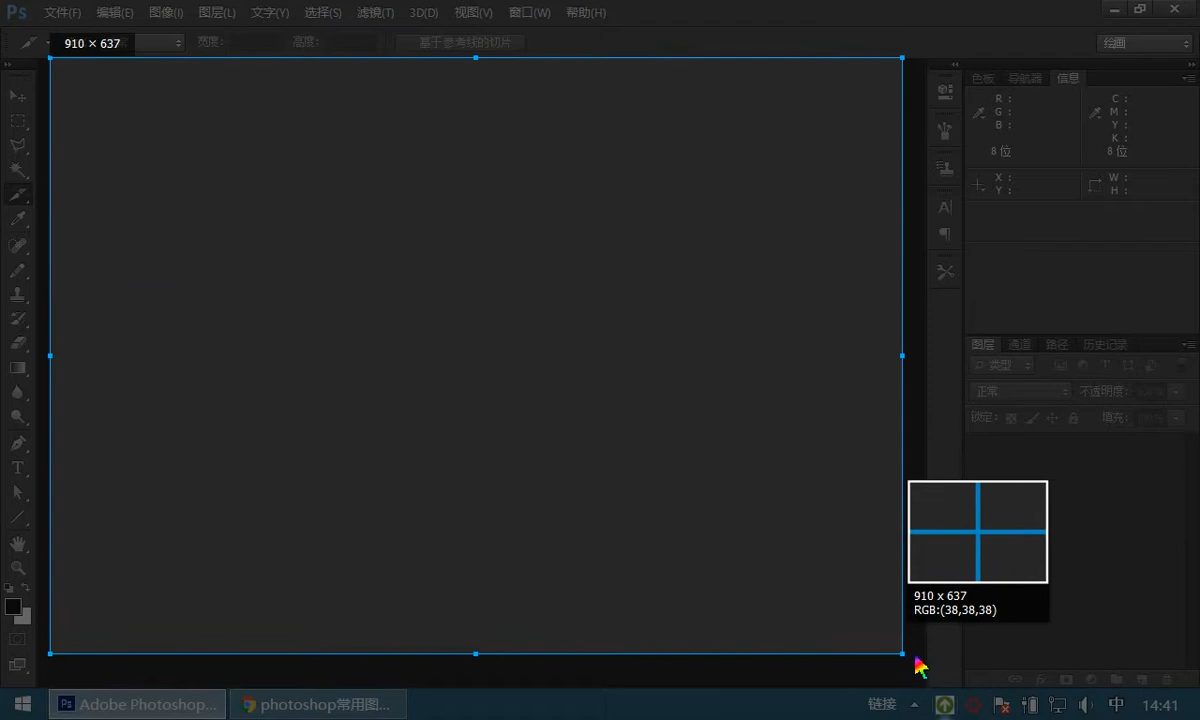 Ps 文件(F) 编辑(E) 图像(I) 图层(L) 文字(Y) 选择(S) 滤镜(T) 3D(D) 视图(V) 窗口(W) 帮助(H)
910 × 637 宽度: 高度: 基于参考线的切片 绘画
色板 导航器 信息
R: C:
G: M:
B: Y:
K:
8 位 8 位
X: W:
Y: H:
图层 通道 路径 历史记录
类型
正常 不透明度:
锁定: 填充:
910 x 637
RGB:(38,38,38)
Ps Adobe Photoshop... photoshop常用图... 链接 中 14:41